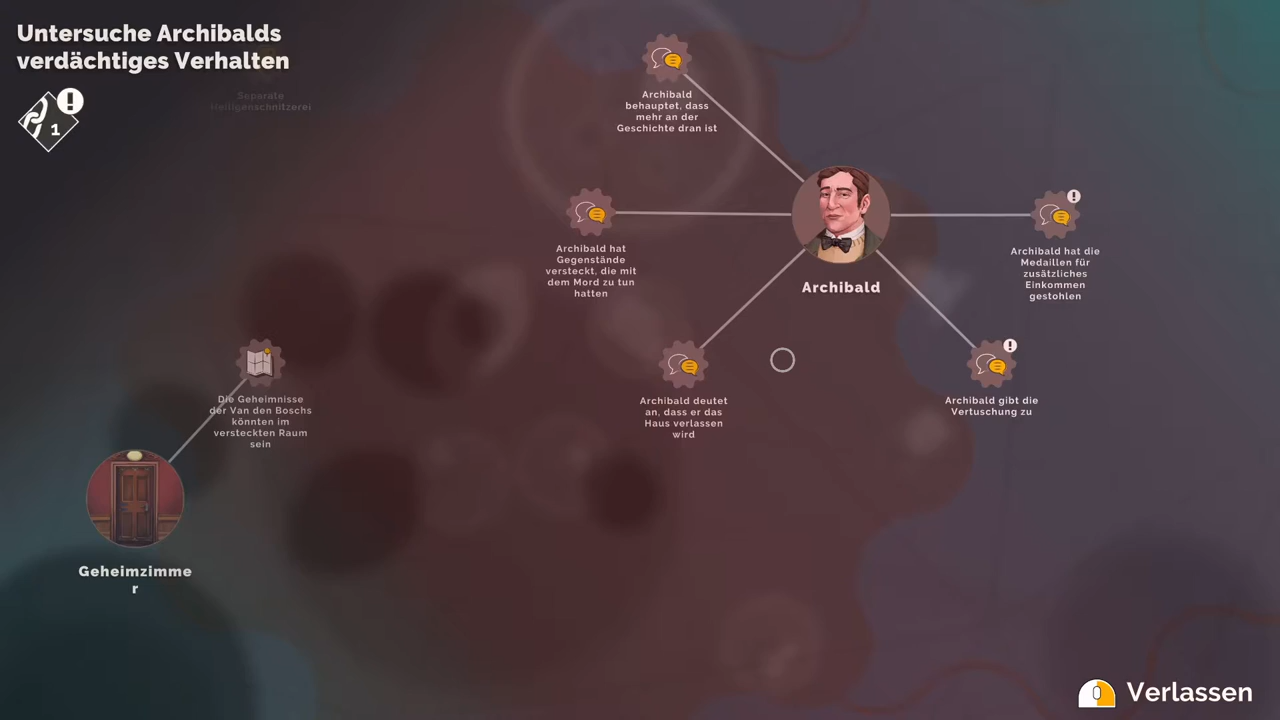 Untersuche Archibalds
verdächtiges Verhalten
1
Separate
Heiligenschnitzerei
Archibald
behauptet, dass
mehr an der
Geschichte dran ist
Archibald hat
Gegenstände
versteckt, die mit
dem Mord zu tun
hatten
Archibald
Archibald hat die
Medaillen für
zusätzliches
Einkommen
gestohlen
Archibald deutet
an, dass er das
Haus verlassen
wird
Archibald gibt die
Vertuschung zu
Die Geheimnisse
der Van den Boschs
könnten im
versteckten Raum
sein
Geheimzimme
r
Verlassen